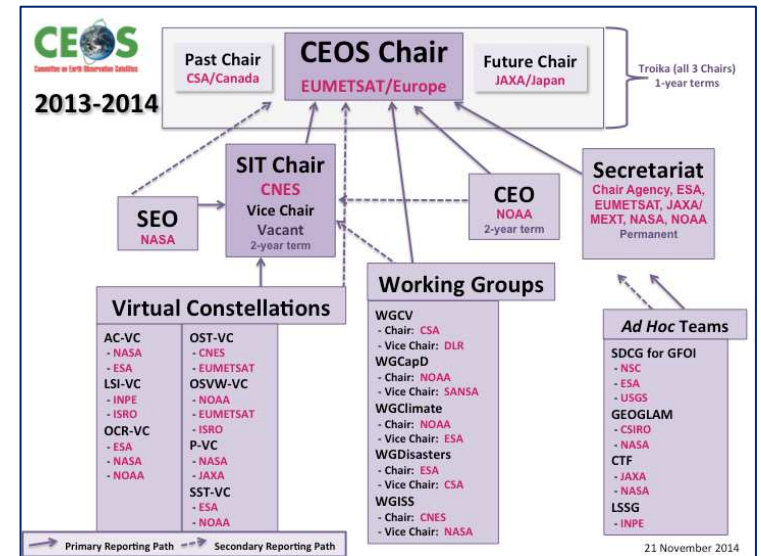 CEOS
Committee on Earth Observation Satellites
2013-2014
Past Chair
CSA/Canada
CEOS Chair
EUMETSAT/Europe
Future Chair
JAXA/Japan
Troika (all 3 Chairs)
1-year terms
SEO
NASA
SIT Chair
CNES
Vice Chair
Vacant
2-year term
CEO
NOAA
2-year term
Secretariat
Chair Agency, ESA,
EUMETSAT, JAXA/
MEXT, NASA, NOAA
Permanent
Virtual Constellations
AC-VC
- NASA
- ESA
LSI-VC
- INPE
- ISRO
OCR-VC
- ESA
- NASA
- NOAA
OST-VC
- CNES
- EUMETSAT
OSVW-VC
- NOAA
- EUMETSAT
- ISRO
P-VC
- NASA
- JAXA
SST-VC
- ESA
- NOAA
Working Groups
WGCV
- Chair: CSA
- Vice Chair: DLR
WGCapD
- Chair: NOAA
- Vice Chair: SANSA
WGClimate
- Chair: NOAA
- Vice Chair: ESA
WGDisasters
- Chair: ESA
- Vice Chair: CSA
WGISS
- Chair: CNES
- Vice Chair: NASA
Ad Hoc Teams
SDCG for GFOI
- NSC
- ESA
- USGS
GEOGLAM
- CSIRO
- NASA
CTF
- JAXA
- NASA
LSSG
- INPE
Primary Reporting Path
Secondary Reporting Path
21 November 2014